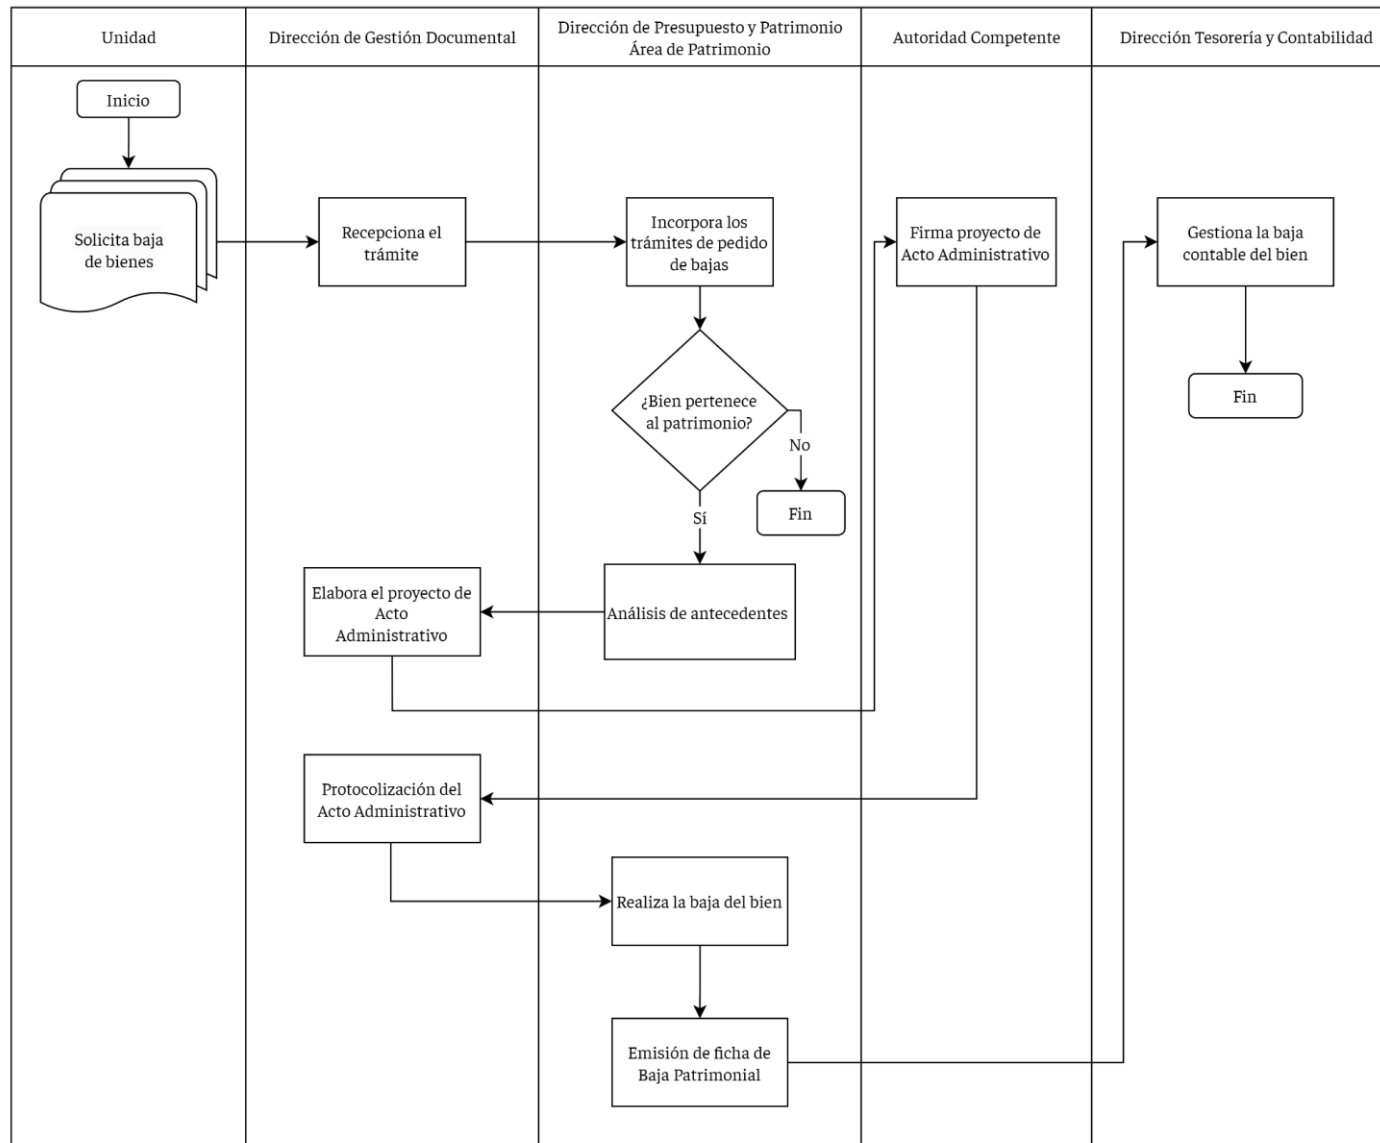 Unidad
Dirección de Gestión Documental
Dirección de Presupuesto y Patrimonio
Área de Patrimonio
Autoridad Competente
Dirección Tesorería y Contabilidad
Inicio
Solicita baja
de bienes
Recepciona el
trámite
Incorpora los
trámites de pedido
de bajas
Firma proyecto de
Acto Administrativo
Gestiona la baja
contable del bien
Fin
¿Bien pertenece
al patrimonio?
No
Fin
Sí
Análisis de antecedentes
Elabora el proyecto de
Acto
Administrativo
Protocolización del
Acto Administrativo
Realiza la baja del bien
Emisión de ficha de
Baja Patrimonial